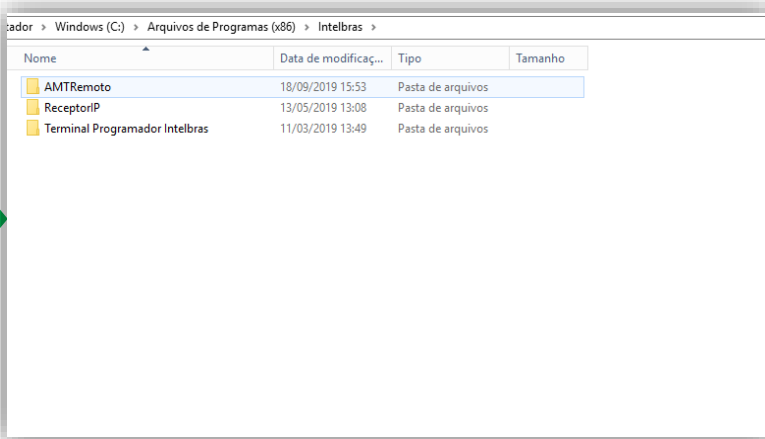 Windows (C:) > Arquivos de Programas (x86) > Intelbras >
Nome Data de modificaç... Tipo Tamanho
AMTRemoto 18/09/2019 15:53 Pasta de arquivos
ReceptorIP 13/05/2019 13:08 Pasta de arquivos
Terminal Programador Intelbras 11/03/2019 13:49 Pasta de arquivos